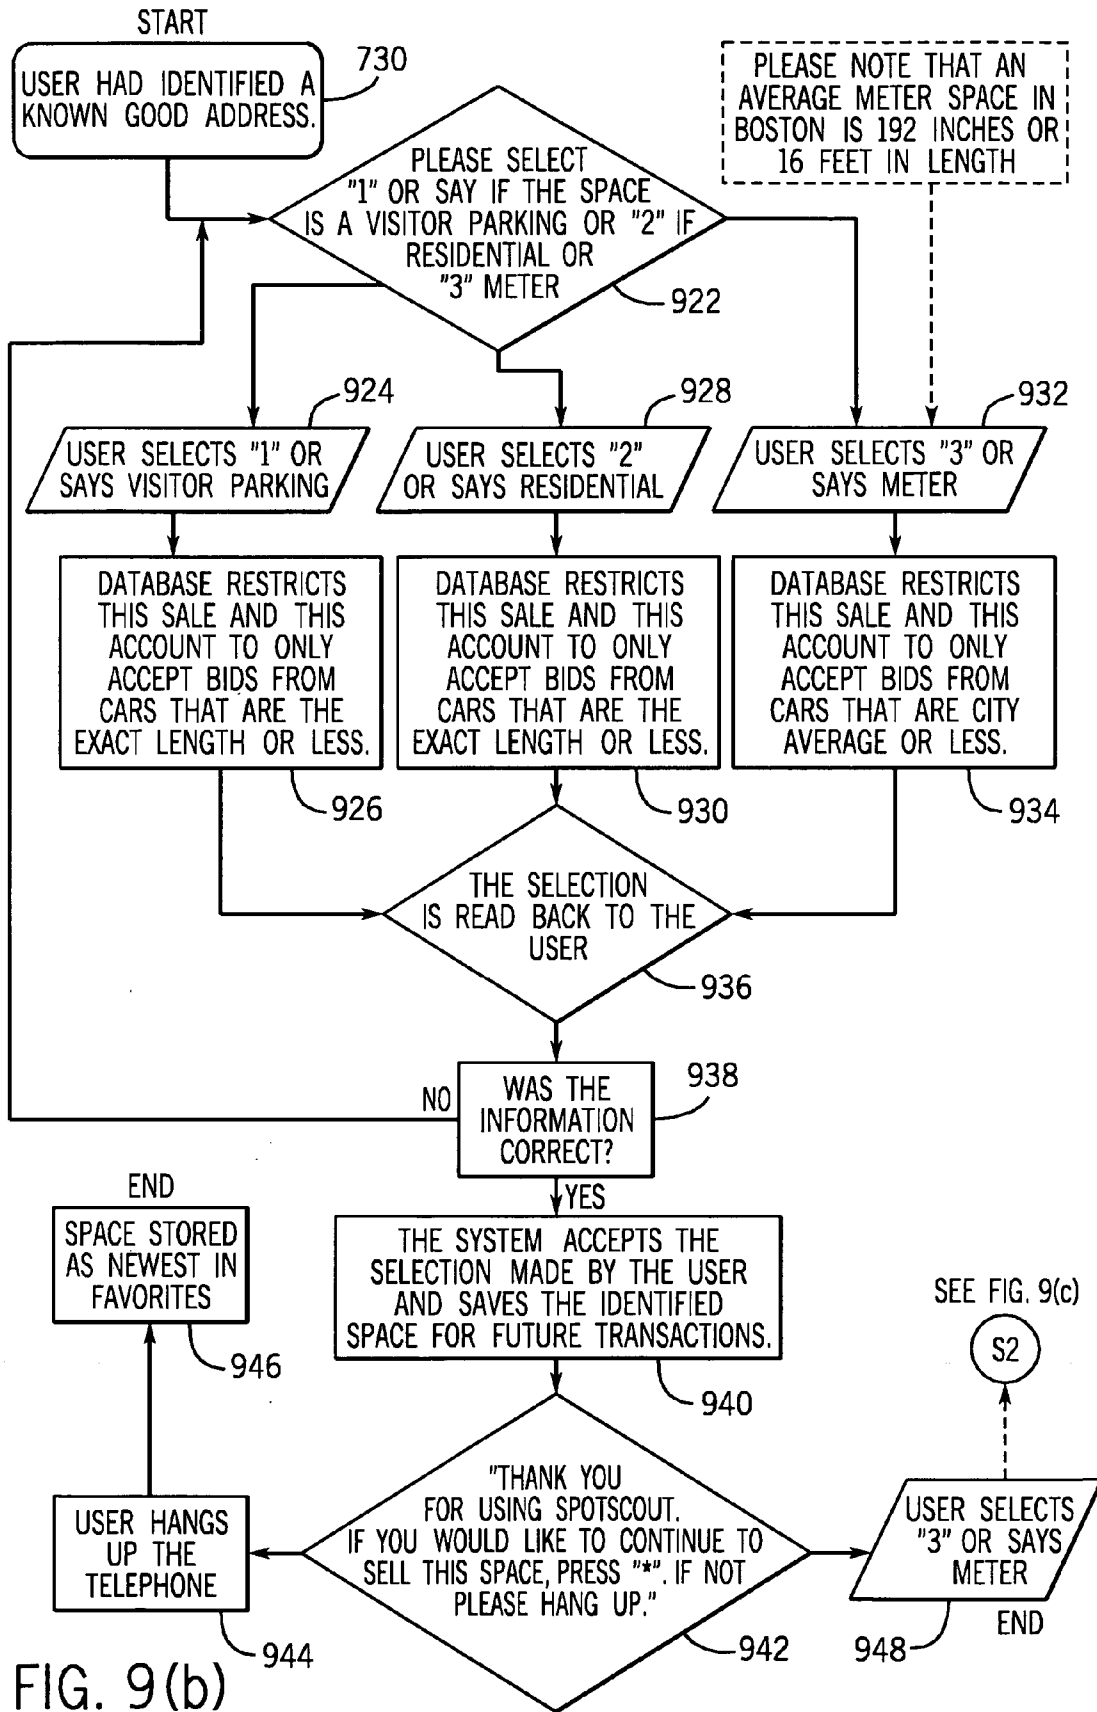 START
USER HAD IDENTIFIED A
KNOWN GOOD ADDRESS.
730
PLEASE NOTE THAT AN
AVERAGE METER SPACE IN
BOSTON IS 192 INCHES OR
16 FEET IN LENGTH
PLEASE SELECT
"1" OR SAY IF THE SPACE
IS A VISITOR PARKING OR "2" IF
RESIDENTIAL OR
"3" METER
922
924
USER SELECTS "1" OR
SAYS VISITOR PARKING
928
USER SELECTS "2"
OR SAYS RESIDENTIAL
932
USER SELECTS "3" OR
SAYS METER
DATABASE RESTRICTS
THIS SALE AND THIS
ACCOUNT TO ONLY
ACCEPT BIDS FROM
CARS THAT ARE THE
EXACT LENGTH OR LESS.
926
DATABASE RESTRICTS
THIS SALE AND THIS
ACCOUNT TO ONLY
ACCEPT BIDS FROM
CARS THAT ARE THE
EXACT LENGTH OR LESS.
930
DATABASE RESTRICTS
THIS SALE AND THIS
ACCOUNT TO ONLY
ACCEPT BIDS FROM
CARS THAT ARE CITY
AVERAGE OR LESS.
934
THE SELECTION
IS READ BACK TO THE
USER
936
NO
WAS THE
INFORMATION
CORRECT?
938
YES
THE SYSTEM ACCEPTS THE
SELECTION MADE BY THE USER
AND SAVES THE IDENTIFIED
SPACE FOR FUTURE TRANSACTIONS.
940
END
SPACE STORED
AS NEWEST IN
FAVORITES
946
SEE FIG. 9(c)
S2
"THANK YOU
FOR USING SPOTSCOUT.
IF YOU WOULD LIKE TO CONTINUE TO
SELL THIS SPACE, PRESS "*". IF NOT
PLEASE HANG UP."
942
USER HANGS
UP THE
TELEPHONE
944
USER SELECTS
"3" OR SAYS
METER
948
END
FIG. 9(b)